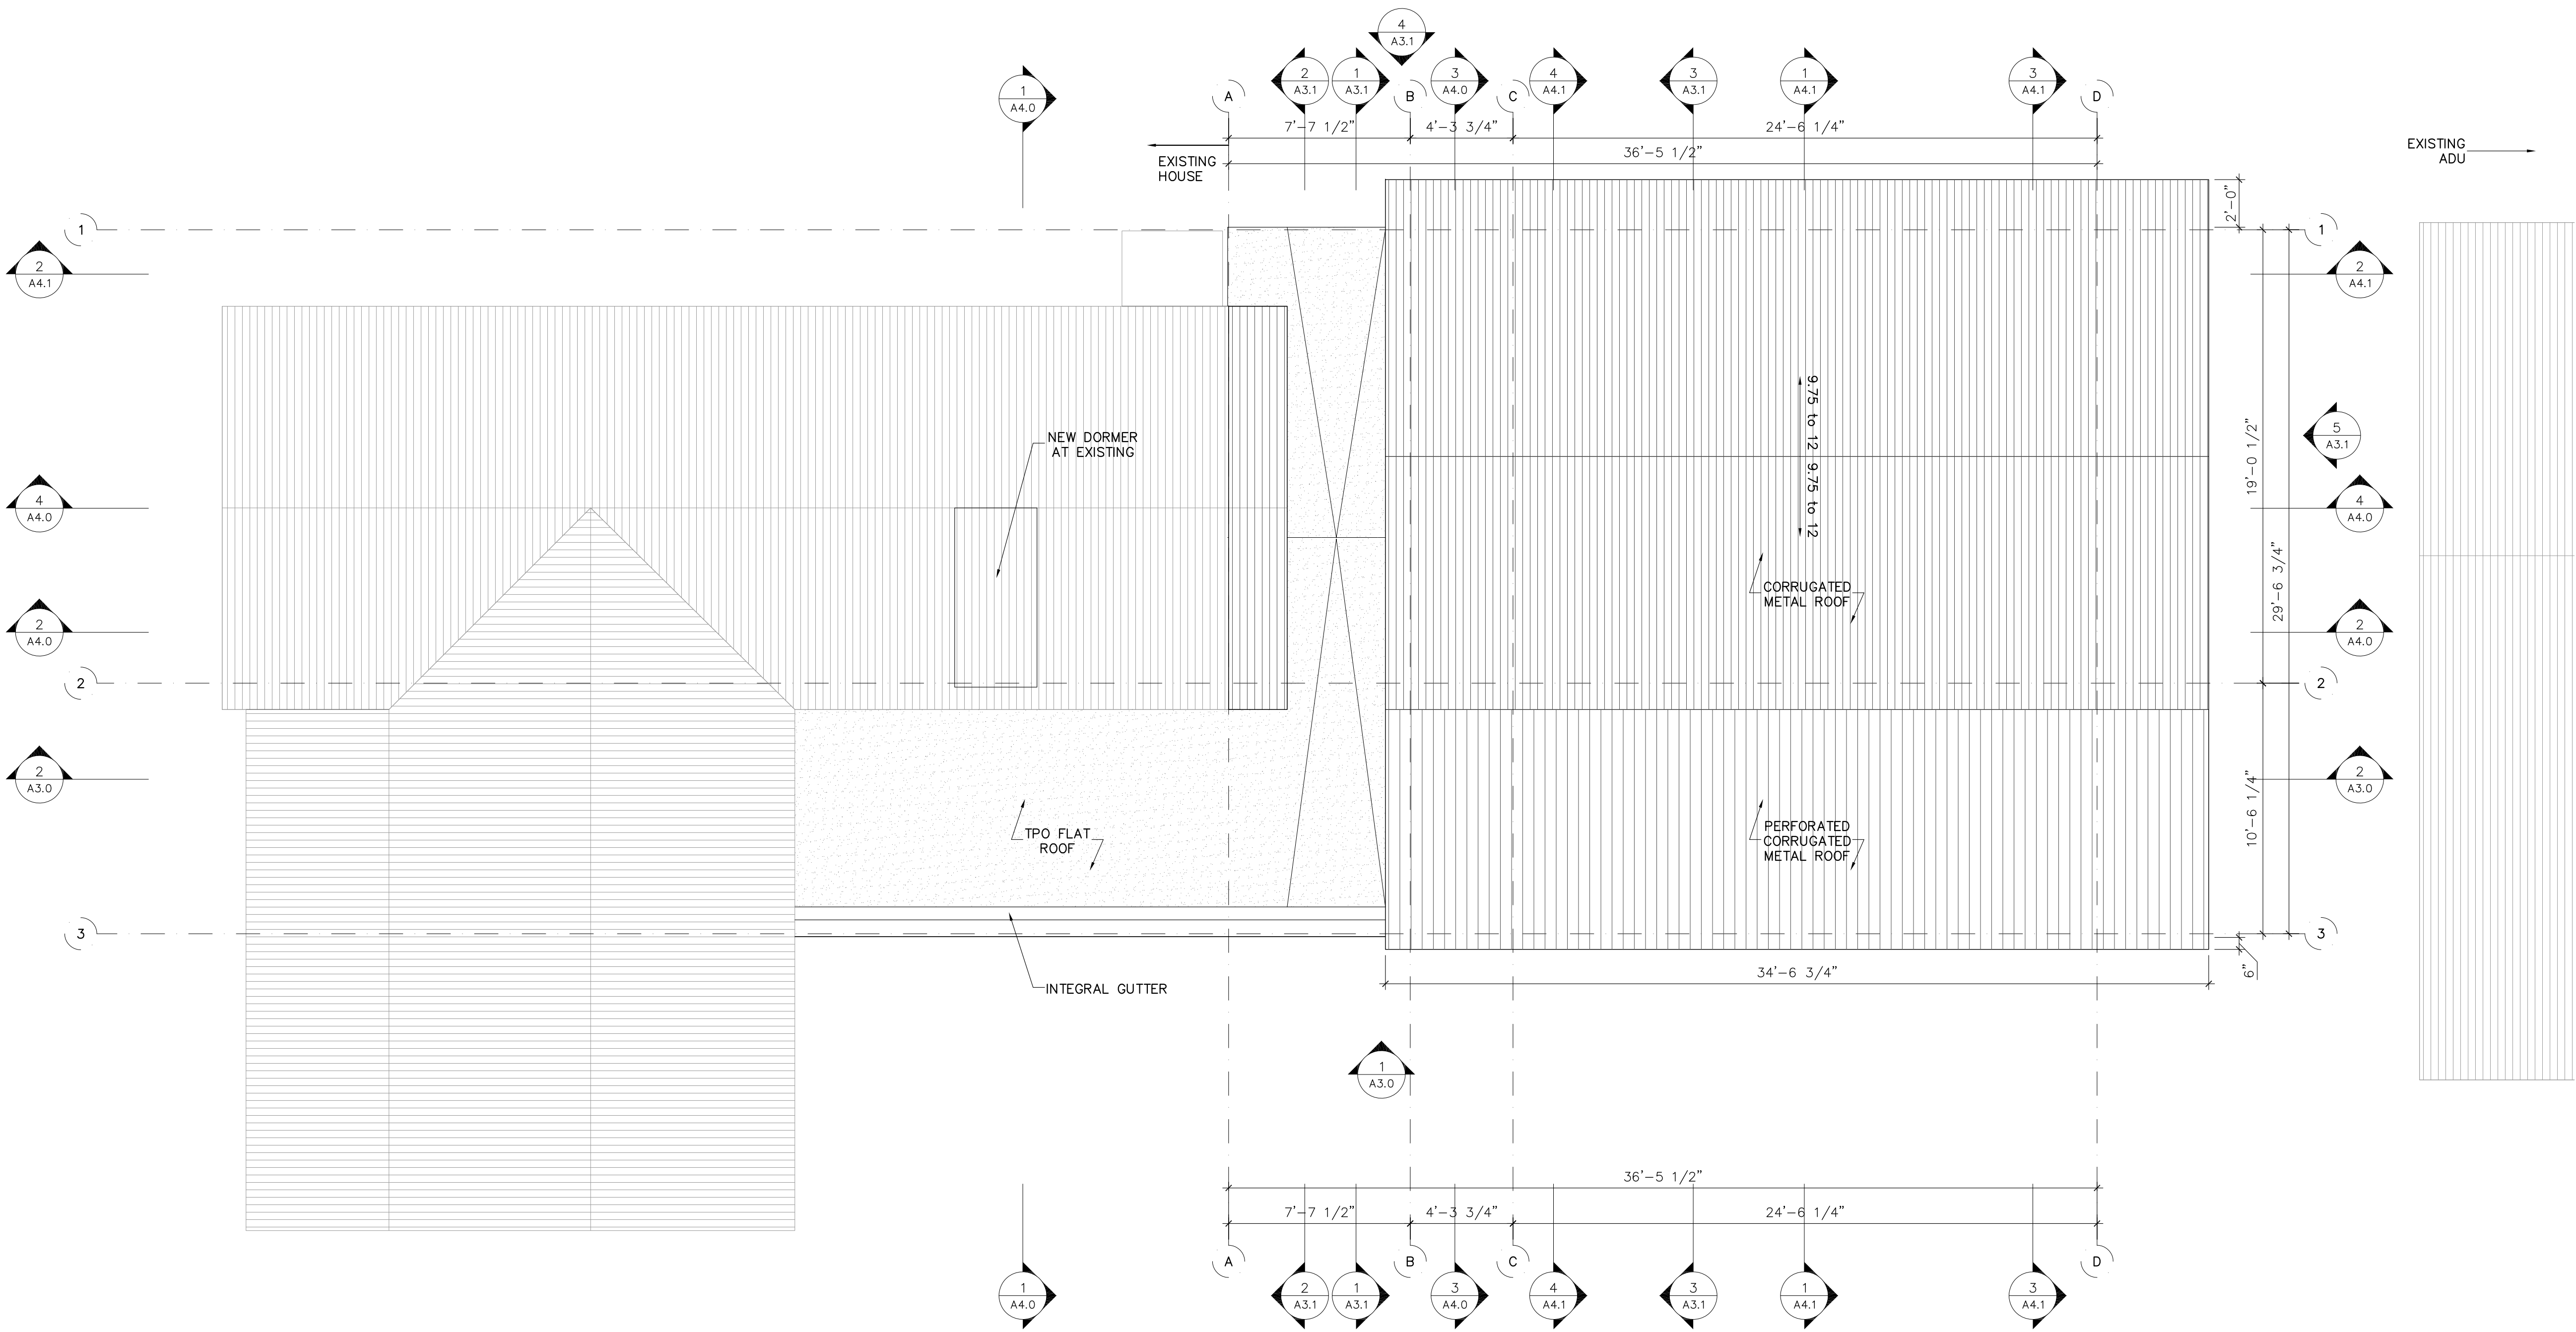 4
A3.1
1
A4.0
A
2
A3.1
1
A3.1
B
3
A4.0
C
4
A4.1
3
A3.1
1
A4.1
3
A4.1
D
7'-7 1/2"
4'-3 3/4"
24'-6 1/4"
36'-5 1/2"
EXISTING
HOUSE
EXISTING
ADU
2'-0"
1
1
2
A4.1
2
A4.1
9.75 to 12
9.75 to 12
NEW DORMER
AT EXISTING
5
A3.1
19'-0 1/2"
4
A4.0
4
A4.0
29'-6 3/4"
CORRUGATED
METAL ROOF
2
A4.0
2
A4.0
2
2
2
A3.0
2
A3.0
10'-6 1/4"
TPO FLAT
ROOF
PERFORATED
CORRUGATED
METAL ROOF
3
3
6"
34'-6 3/4"
INTEGRAL GUTTER
1
A3.0
36'-5 1/2"
7'-7 1/2"
4'-3 3/4"
24'-6 1/4"
A
B
C
D
1
A4.0
2
A3.1
1
A3.1
3
A4.0
4
A4.1
3
A3.1
1
A4.1
3
A4.1